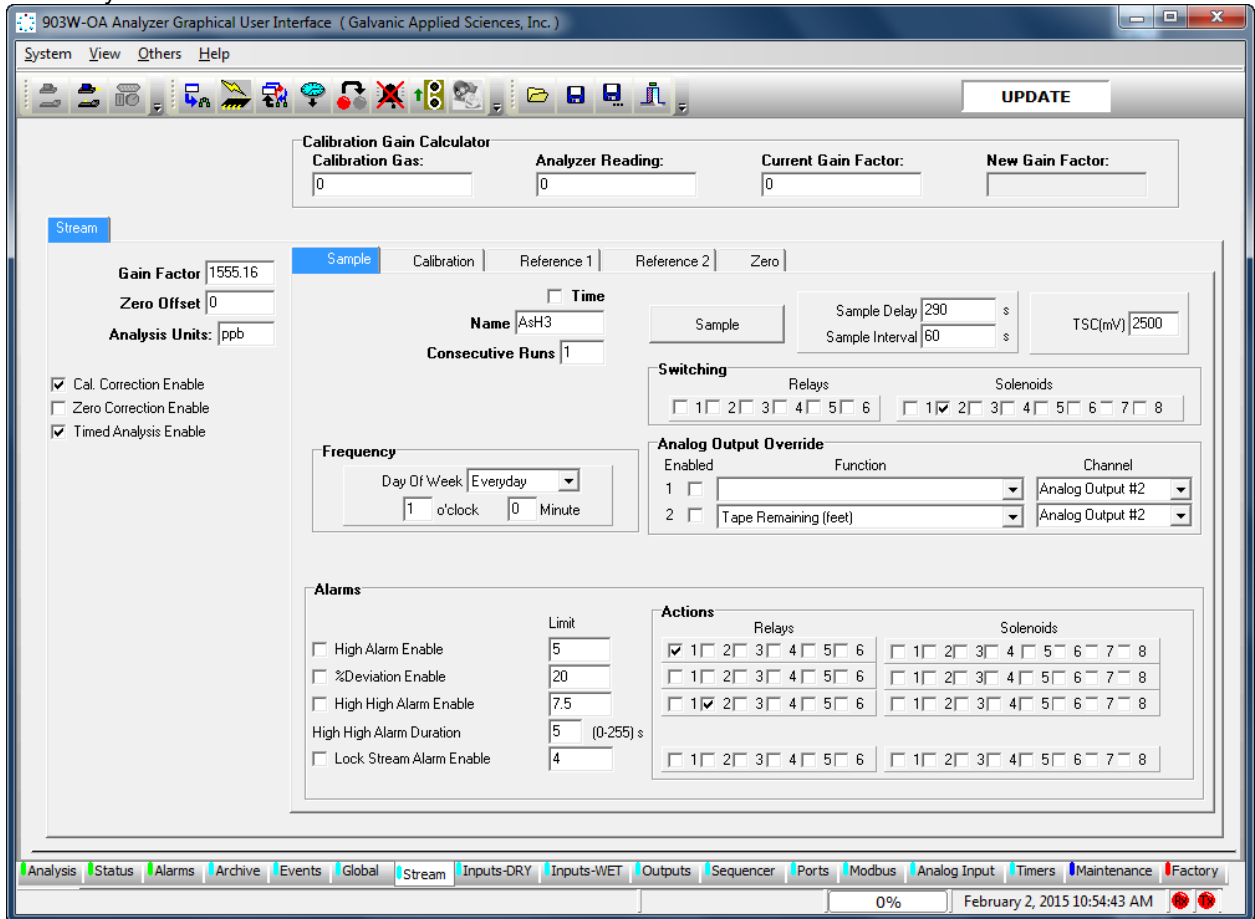 903W-OA Analyzer Graphical User Interface ( Galvanic Applied Sciences, Inc. )
System View Others Help
UPDATE
Calibration Gain Calculator
Calibration Gas: Analyzer Reading: Current Gain Factor: New Gain Factor:
0 0 0
Stream
Sample Calibration Reference 1 Reference 2 Zero
Gain Factor 1555.16
Zero Offset 0
Analysis Units: ppb
Cal. Correction Enable
Zero Correction Enable
Timed Analysis Enable
Time
Name AsH3
Consecutive Runs 1
Sample
Sample Delay 290 s
Sample Interval 60 s
TSC(mV) 2500
Switching
Relays Solenoids
1 2 3 4 5 6 1 2 3 4 5 6 7 8
Frequency
Day Of Week Everyday
1 o'clock 0 Minute
Analog Output Override
Enabled Function Channel
1 Analog Output #2
2 Tape Remaining (feet) Analog Output #2
Alarms
Limit
Actions
Relays Solenoids
High Alarm Enable 5 1 2 3 4 5 6 1 2 3 4 5 6 7 8
%Deviation Enable 20 1 2 3 4 5 6 1 2 3 4 5 6 7 8
High High Alarm Enable 7.5 1 2 3 4 5 6 1 2 3 4 5 6 7 8
High High Alarm Duration 5 (0-255) s
Lock Stream Alarm Enable 4 1 2 3 4 5 6 1 2 3 4 5 6 7 8
Analysis Status Alarms Archive Events Global Stream Inputs-DRY Inputs-WET Outputs Sequencer Ports Modbus Analog Input Timers Maintenance Factory
0% February 2, 2015 10:54:43 AM Rx Tx